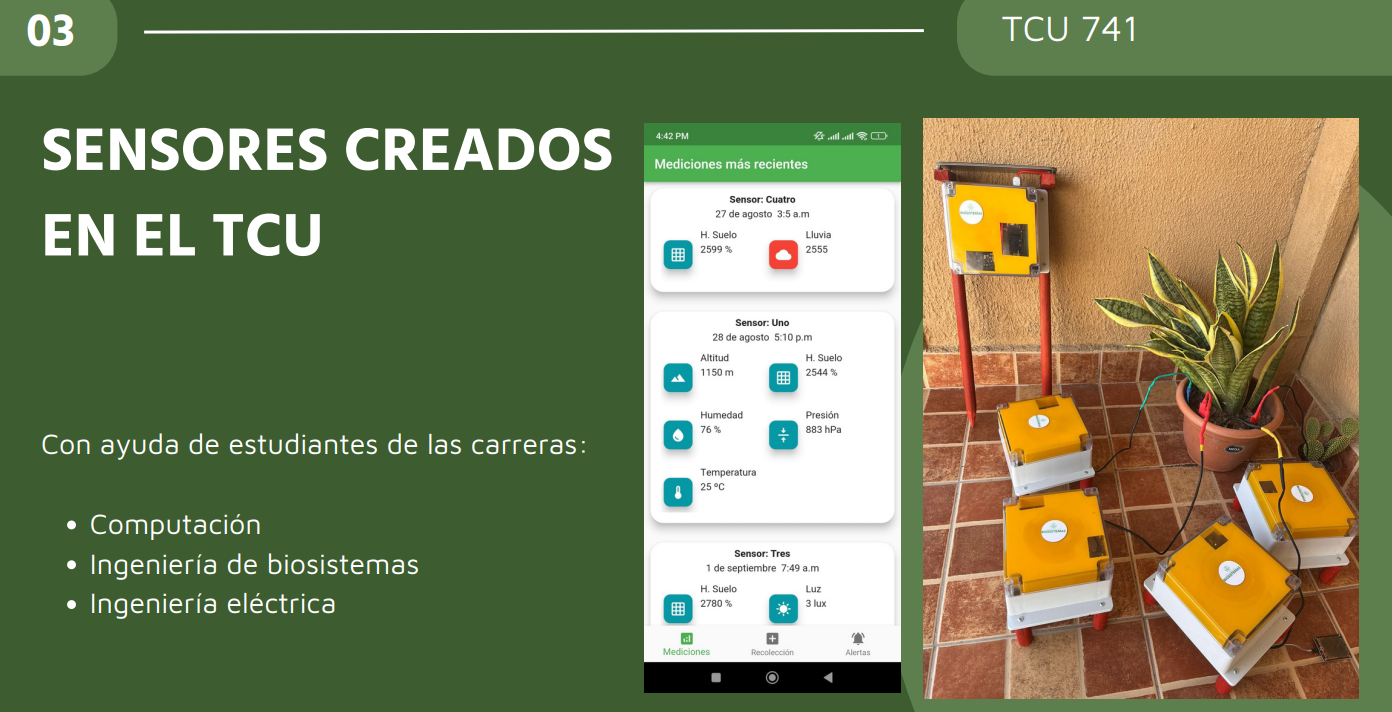 03
TCU 741
SENSORES CREADOS
EN EL TCU
Con ayuda de estudiantes de las carreras:
• Computación
• Ingeniería de biosistemas
• Ingeniería eléctrica
4:42 PM
Mediciones más recientes
Sensor: Cuatro
27 de agosto 3:5 a.m
H. Suelo
2599 %
Lluvia
2555
Sensor: Uno
28 de agosto 5:10 p.m
Altitud
1150 m
H. Suelo
2544 %
Humedad
76 %
Presión
883 hPa
Temperatura
25 ºC
Sensor: Tres
1 de septiembre 7:49 a.m
H. Suelo
2780 %
Luz
3 lux
Mediciones
Recolección
Alertas